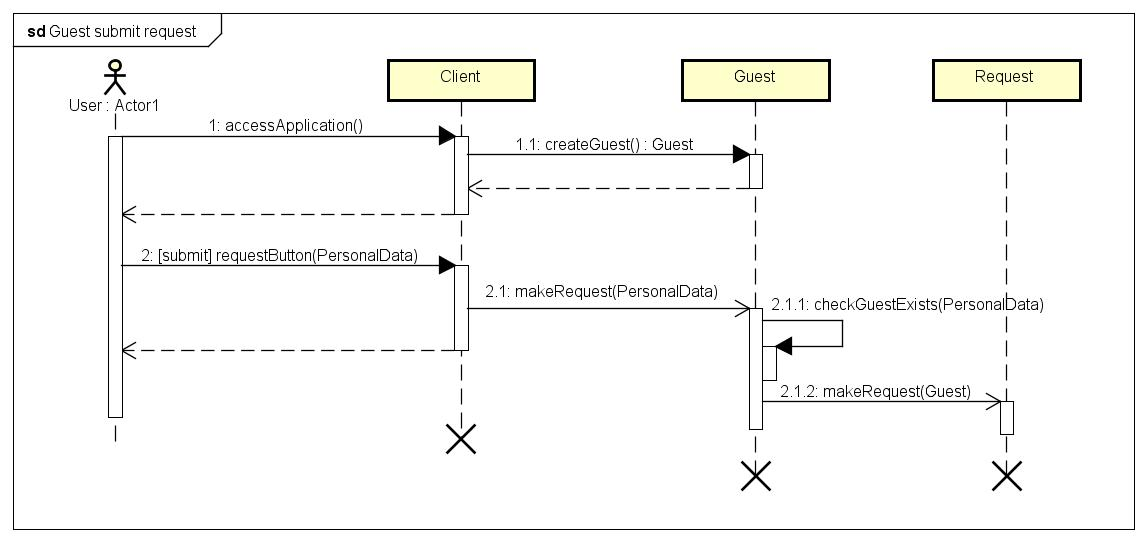 sd Guest submit request
User : Actor1
Client
Guest
Request
1: accessApplication()
1.1: createGuest() : Guest
2: [submit] requestButton(PersonalData)
2.1: makeRequest(PersonalData)
2.1.1: checkGuestExists(PersonalData)
2.1.2: makeRequest(Guest)